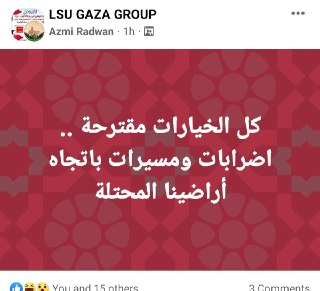 LSU GAZA GROUP
Azmi Radwan · 1h ·
كل الخيارات مقترحة ..
اضرابات ومسيرات باتجاه
أراضينا المحتلة
You and 15 others
3 Comments